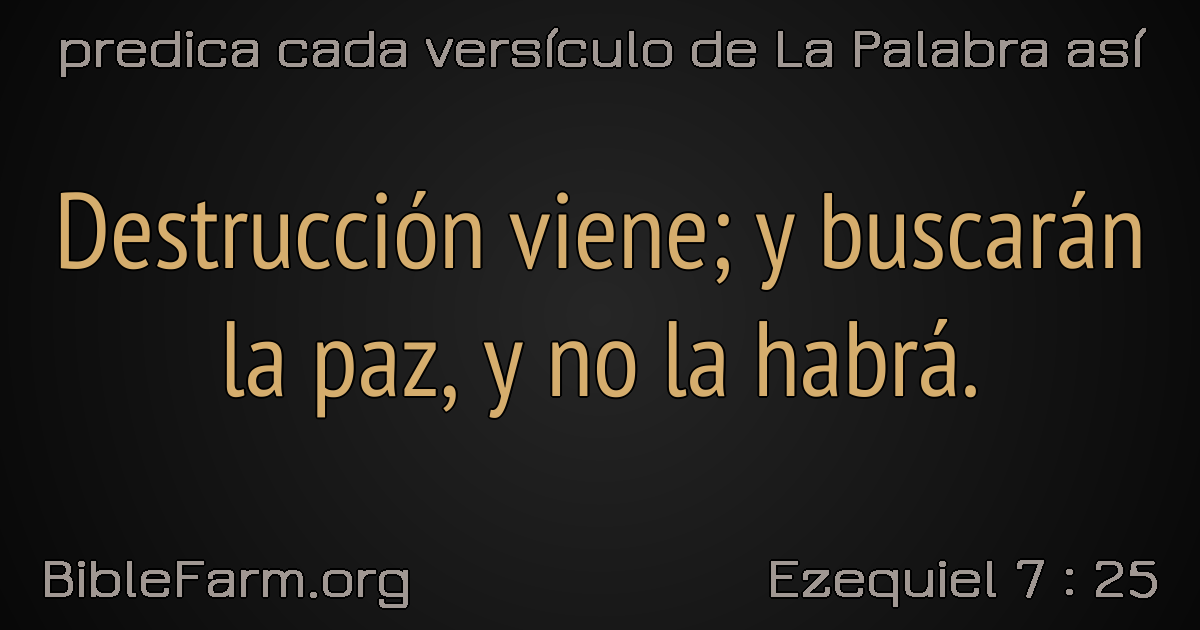 predica cada versículo de La Palabra así
Destrucción viene; y buscarán
la paz, y no la habrá.
BibleFarm.org
Ezequiel 7 : 25